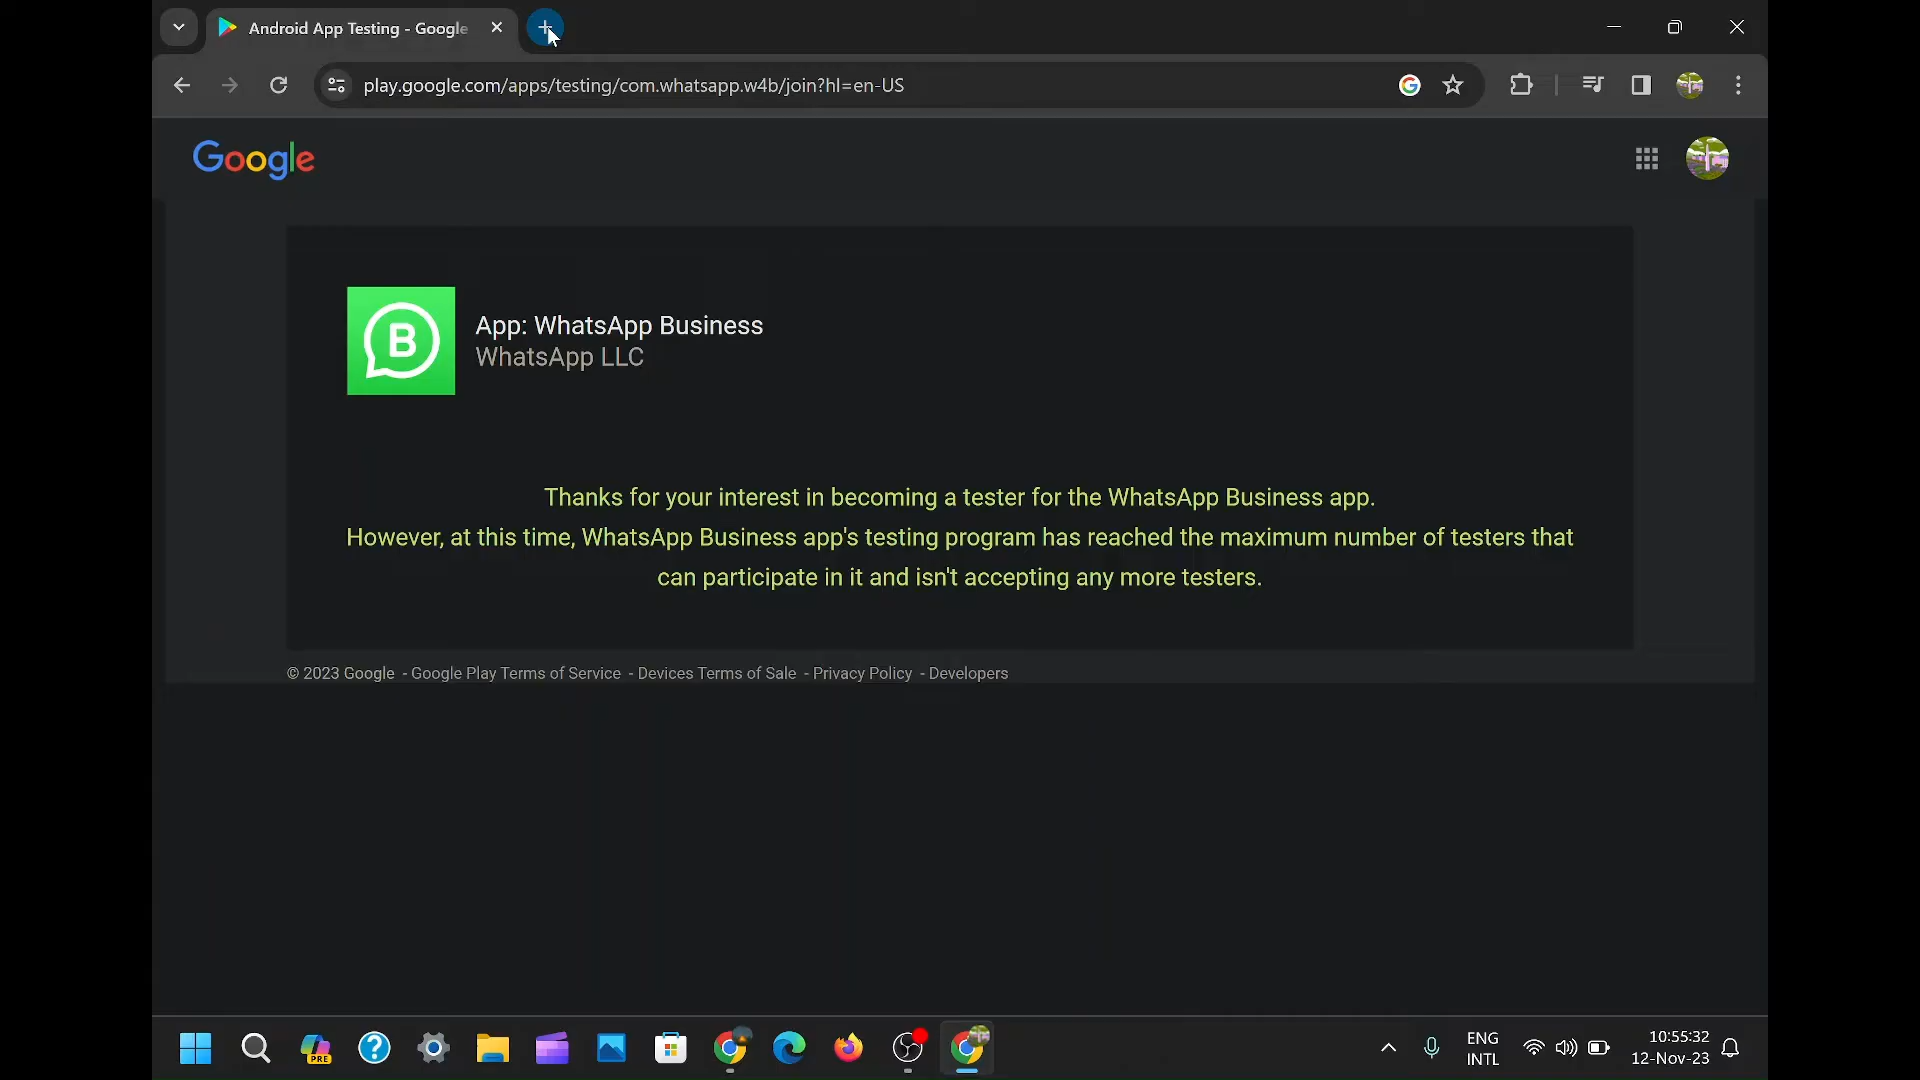 Android App Testing - Google
play.google.com/apps/testing/com.whatsapp.w4b/join?hl=en-US
Google
B
App: WhatsApp Business
WhatsApp LLC
Thanks for your interest in becoming a tester for the WhatsApp Business app.
However, at this time, WhatsApp Business app's testing program has reached the maximum number of testers that
can participate in it and isn't accepting any more testers.
© 2023 Google - Google Play Terms of Service - Devices Terms of Sale - Privacy Policy - Developers
PRE
ENG
INTL
10:55:32
12-Nov-23